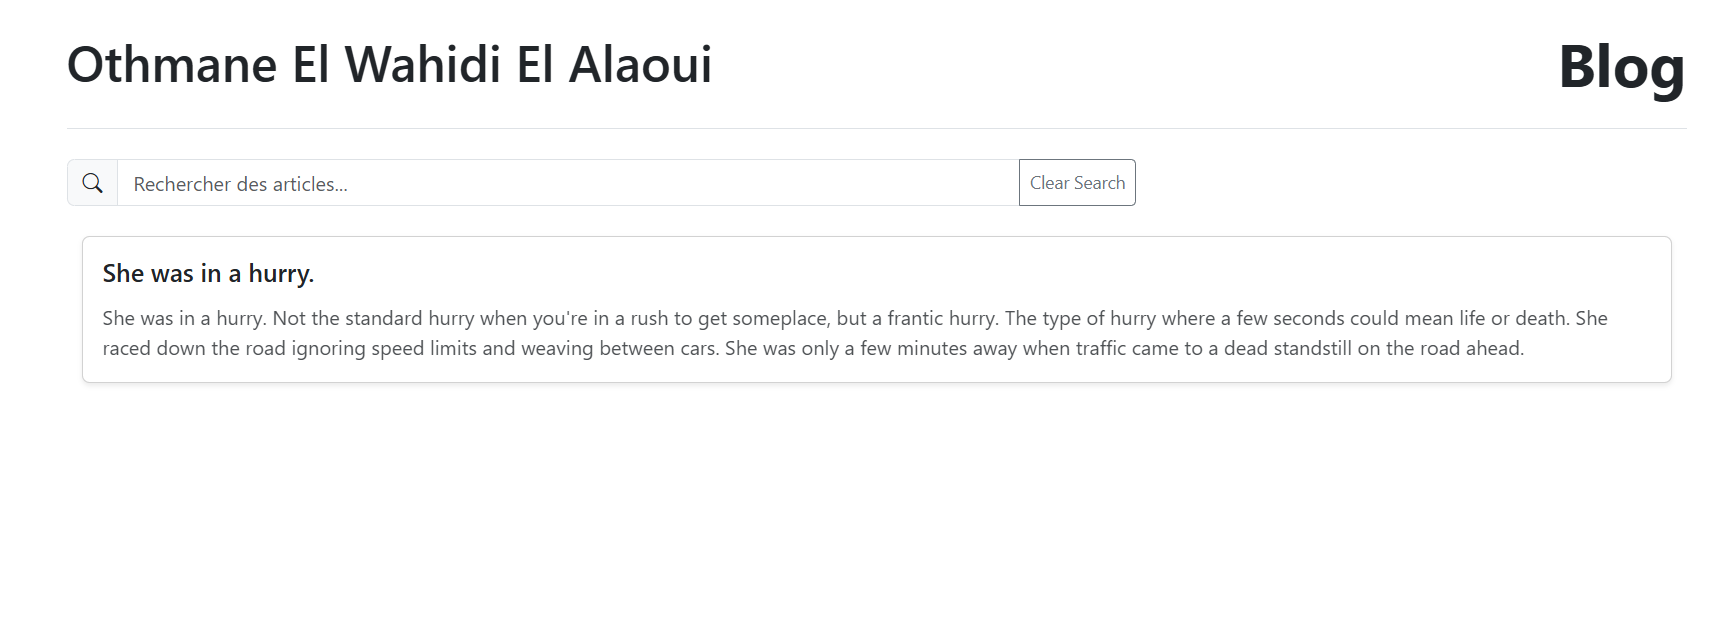 Othmane El Wahidi El Alaoui
Blog
Rechercher des articles...
Clear Search
She was in a hurry.
She was in a hurry. Not the standard hurry when you're in a rush to get someplace, but a frantic hurry. The type of hurry where a few seconds could mean life or death. She
raced down the road ignoring speed limits and weaving between cars. She was only a few minutes away when traffic came to a dead standstill on the road ahead.